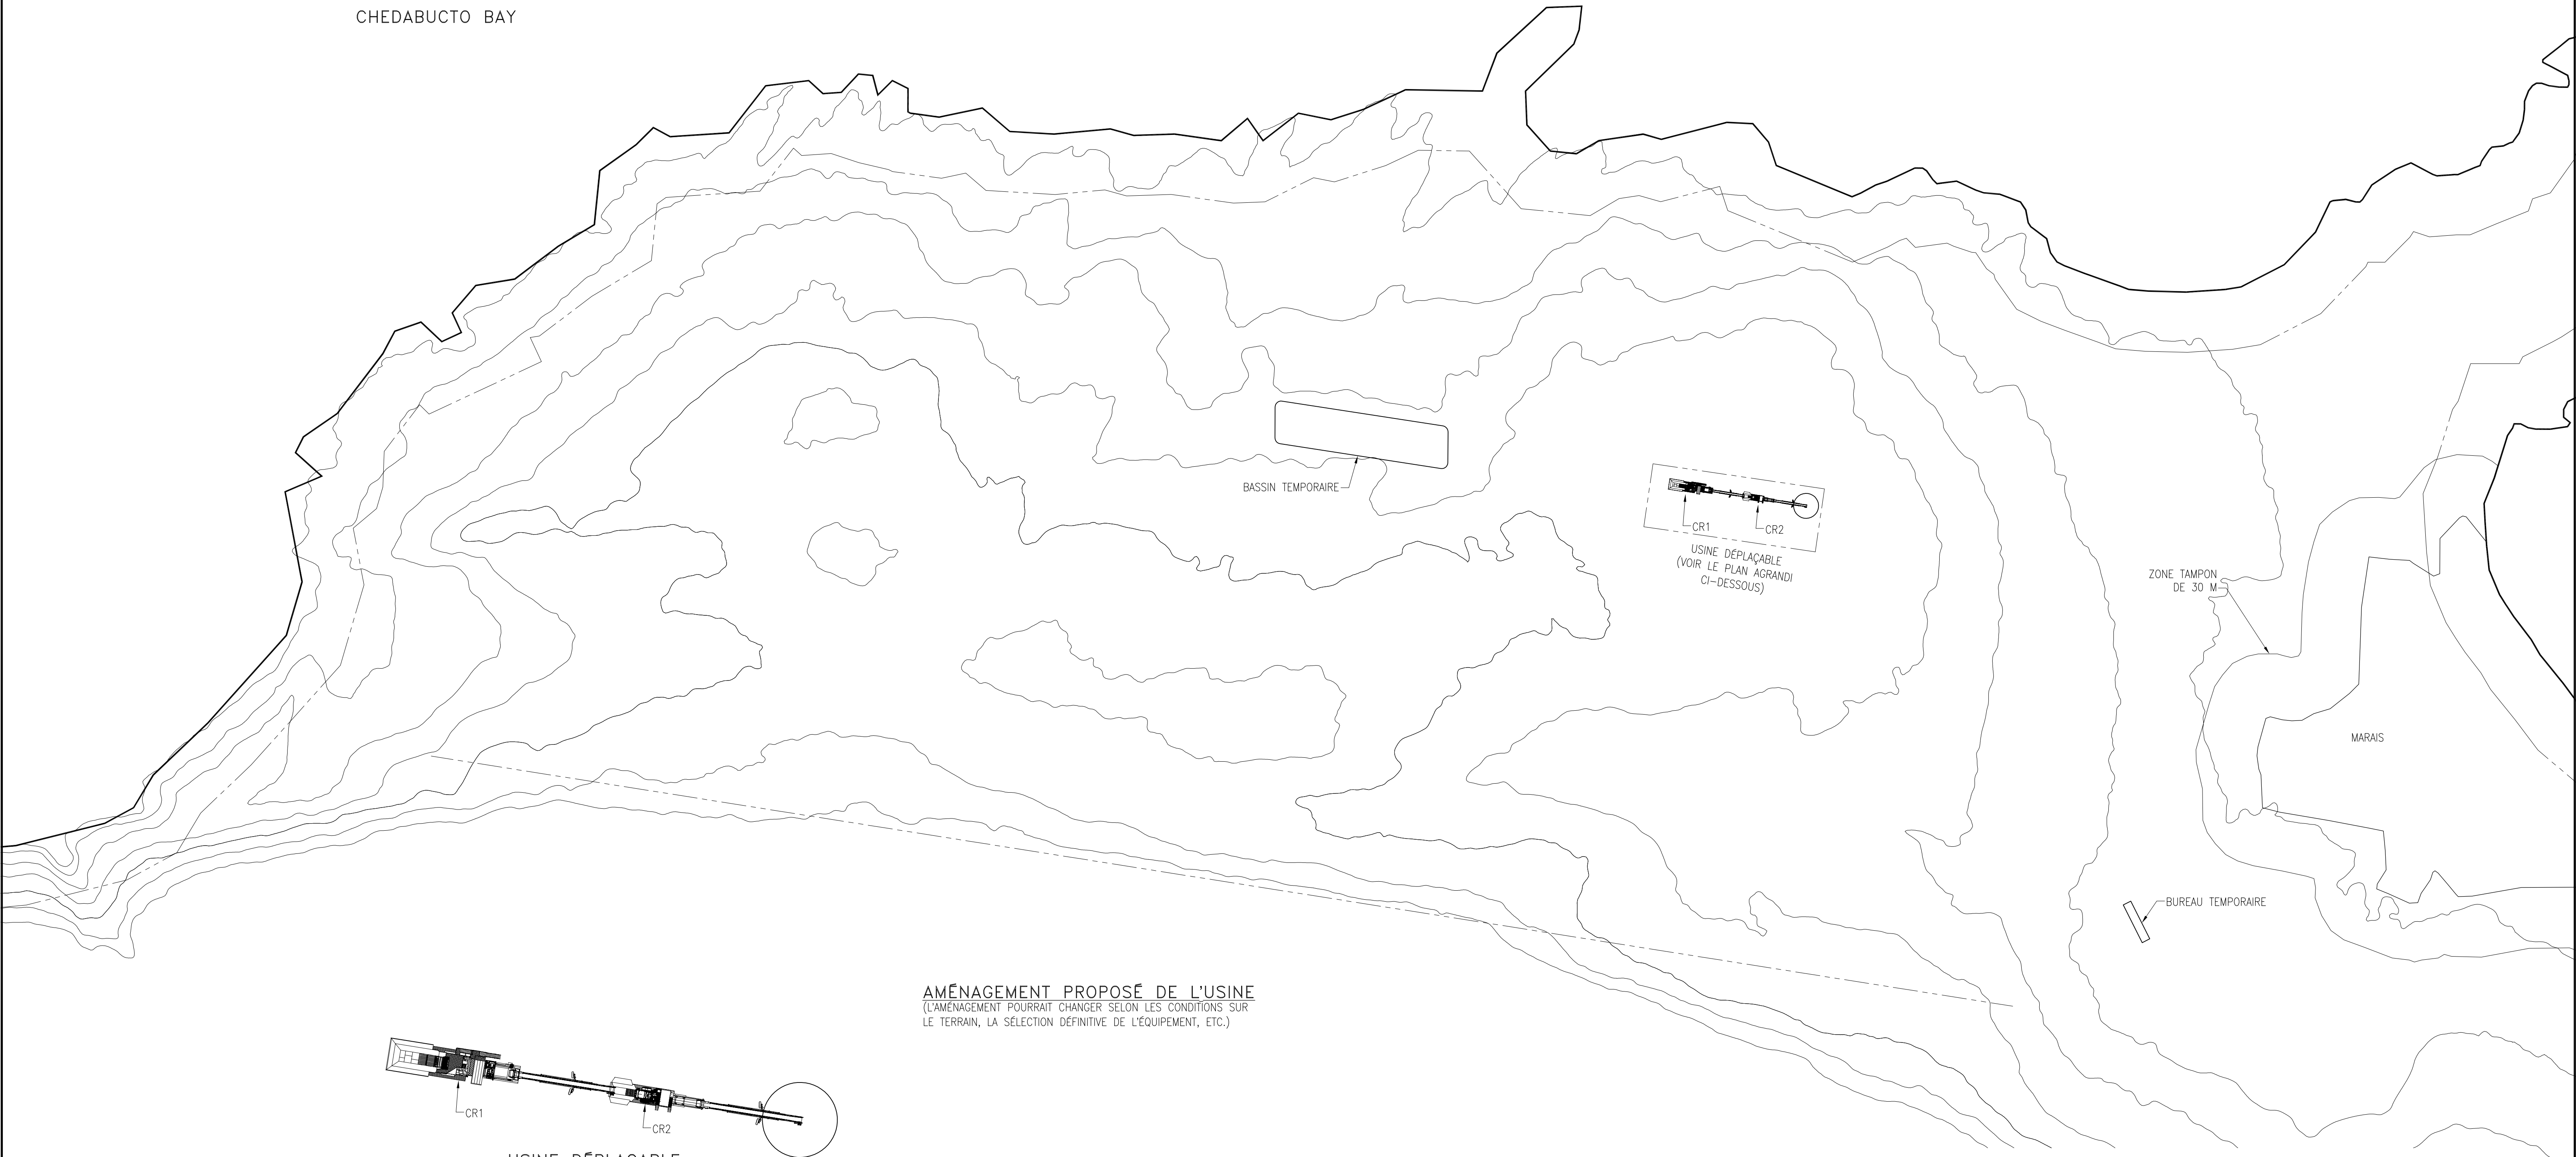 CHEDABUCTO BAY
BASSIN TEMPORAIRE
CR1
CR2
USINE DÉPLAÇABLE
(VOIR LE PLAN AGRANDI
CI-DESSOUS)
ZONE TAMPON
DE 30 M
MARAIS
BUREAU TEMPORAIRE
AMÉNAGEMENT PROPOSÉ DE L'USINE
(L'AMÉNAGEMENT POURRAIT CHANGER SELON LES CONDITIONS SUR
LE TERRAIN, LA SÉLECTION DÉFINITIVE DE L'ÉQUIPEMENT, ETC.)
CR1
CR2
USINE DÉPLAÇABLE